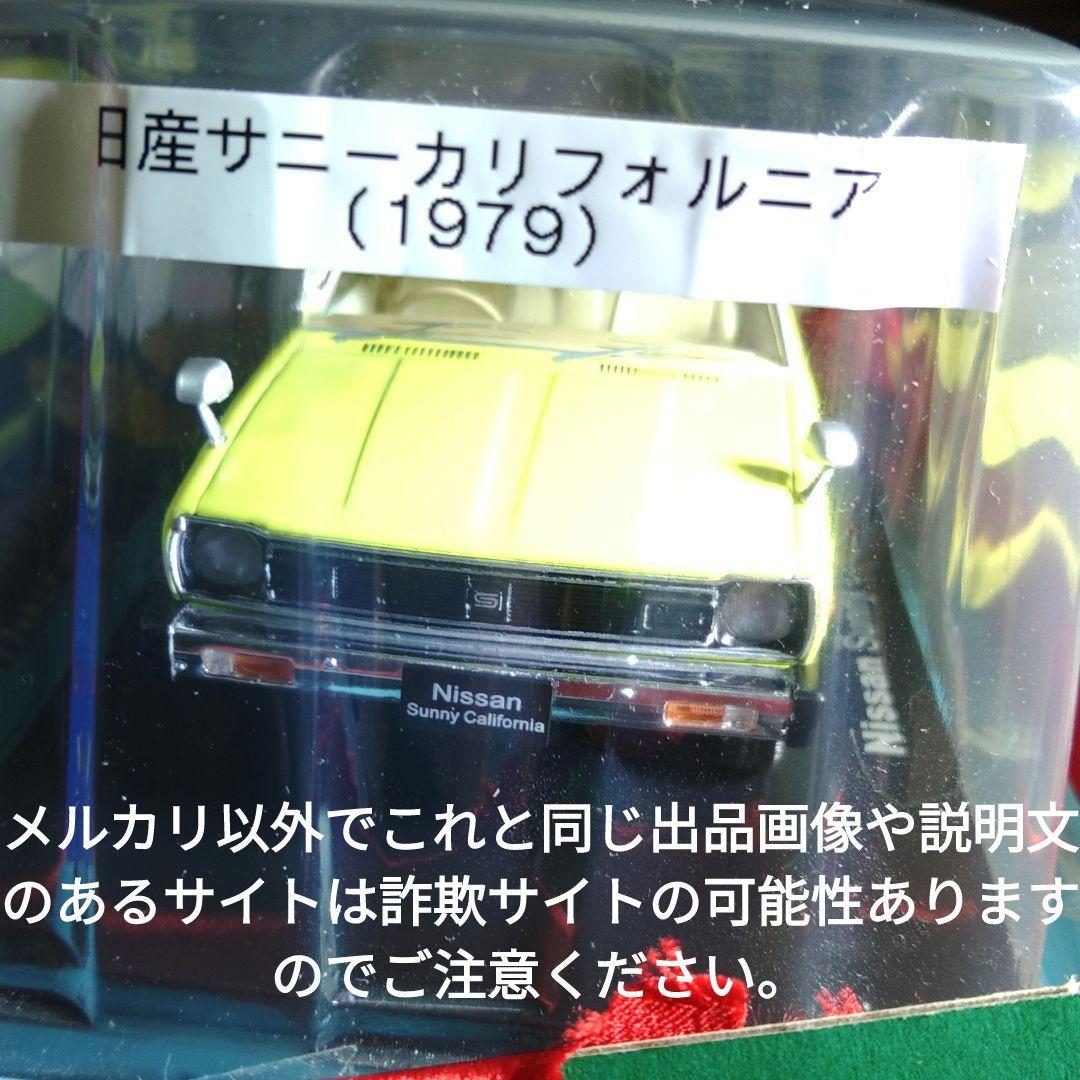 日産サニーカリフォルニア
(1979)
Nissan
Sunny California
Nissan S
メルカリ以外でこれと同じ出品画像や説明文
のあるサイトは詐欺サイトの可能性あります
のでご注意ください。